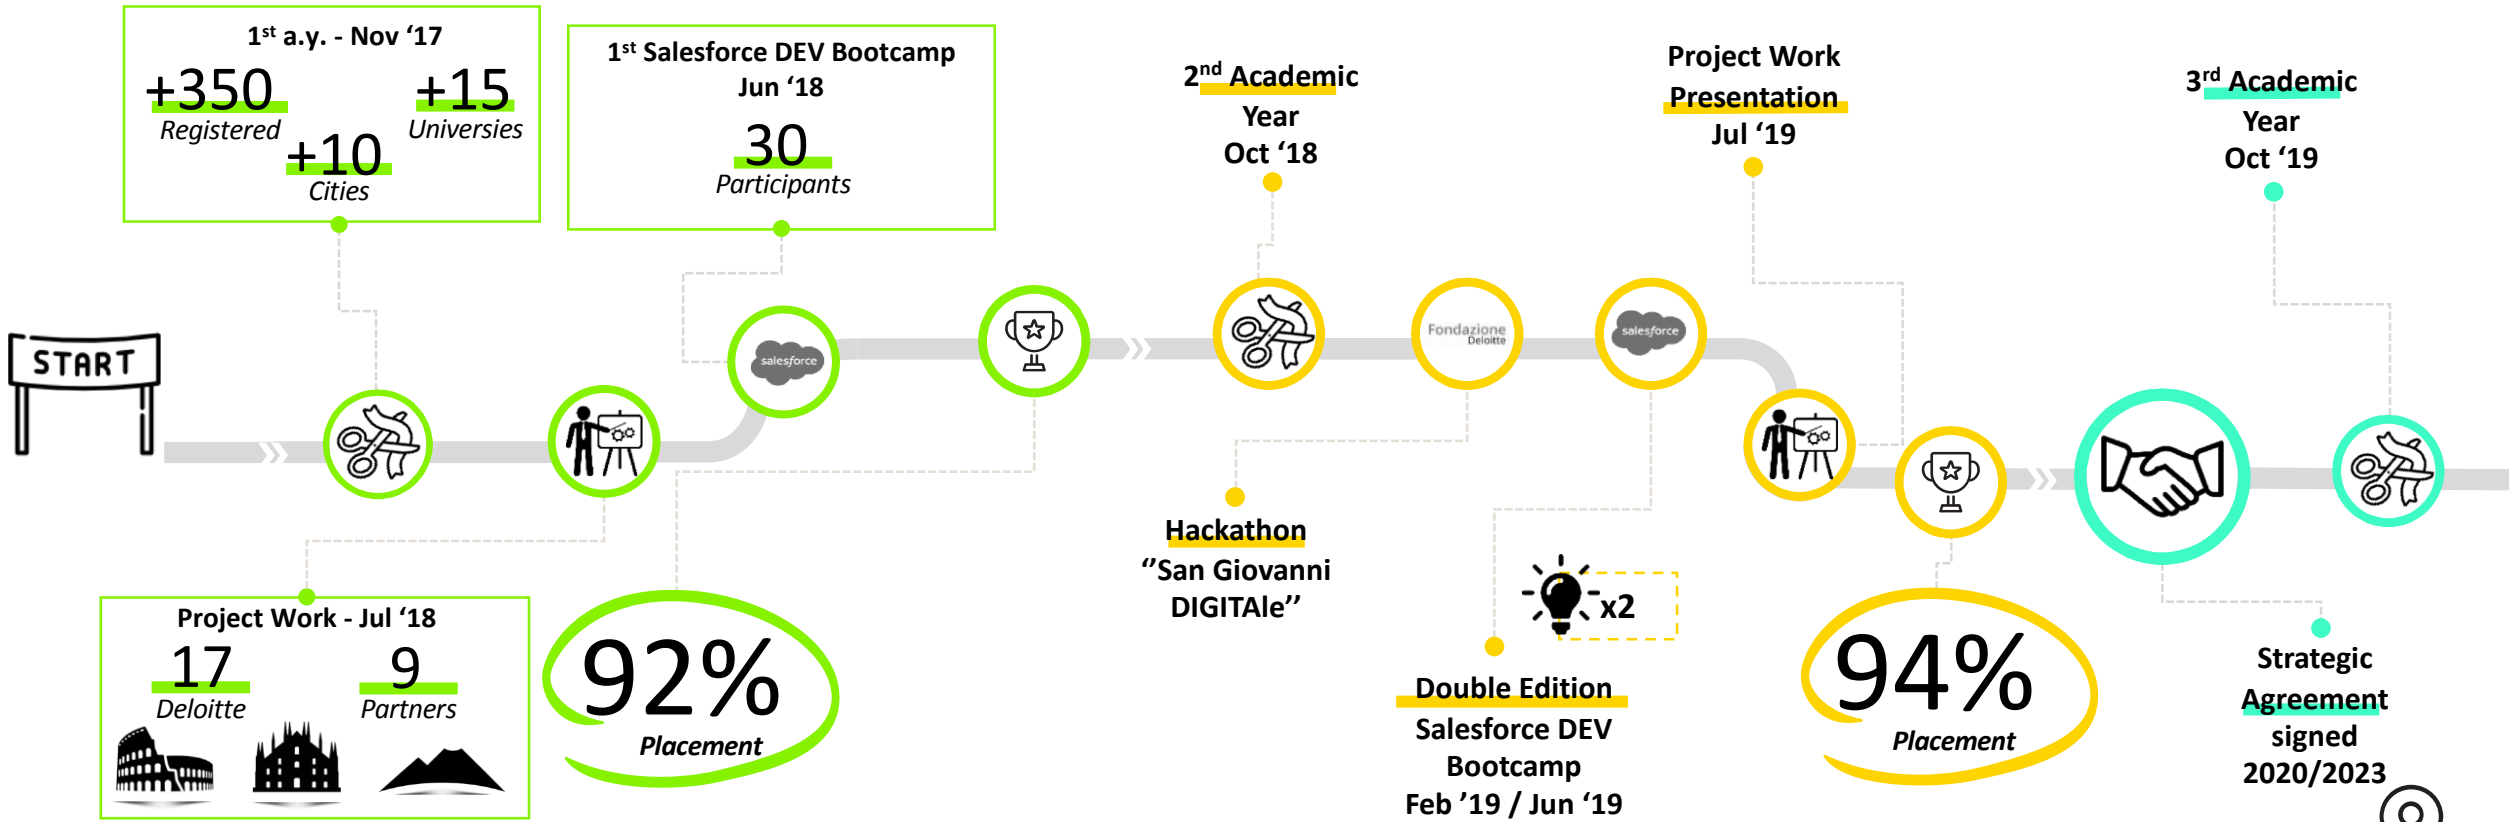 1st a.y. - Nov ‘17
+350
Registered
+15
Universies
+10
Cities
1st Salesforce DEV Bootcamp
Jun ‘18
30
Participants
2nd Academic
Year
Oct ‘18
Project Work
Presentation
Jul ‘19
3rd Academic
Year
Oct ‘19
START
salesforce
Fondazione
Deloitte
salesforce
Project Work - Jul ‘18
17
Deloitte
9
Partners
92%
Placement
Hackathon
‘’San Giovanni
DIGITAle’’
x2
Double Edition
Salesforce DEV
Bootcamp
Feb ’19 / Jun ‘19
94%
Placement
Strategic
Agreement
signed
2020/2023